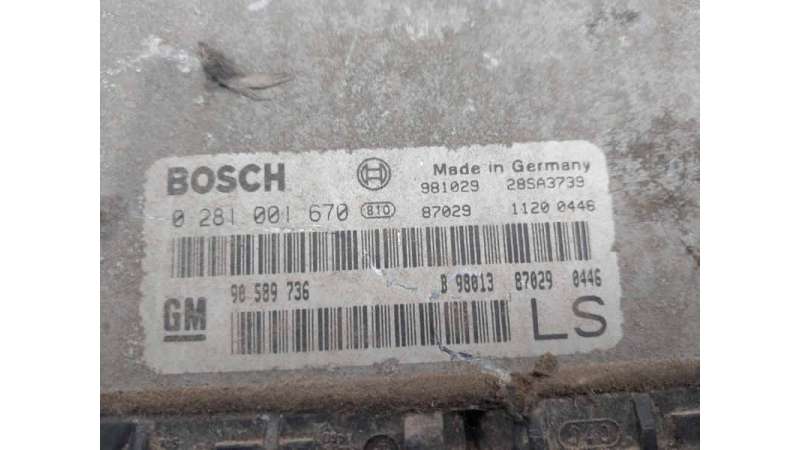 BOSCH Made in Germany
981029 28SA3739
0 281 001 670 B10 87029 1120 0446
90 589 736 B 98013 87029 0446
GM LS